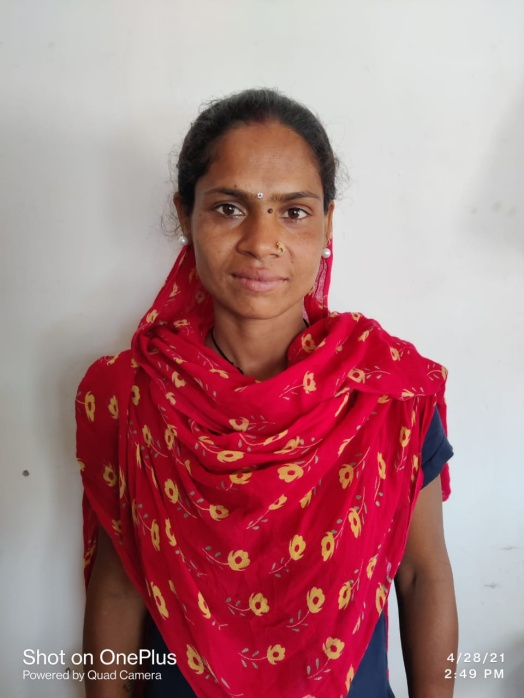 Shot on OnePlus
Powered by Quad Camera
4/28/21
2:49 PM